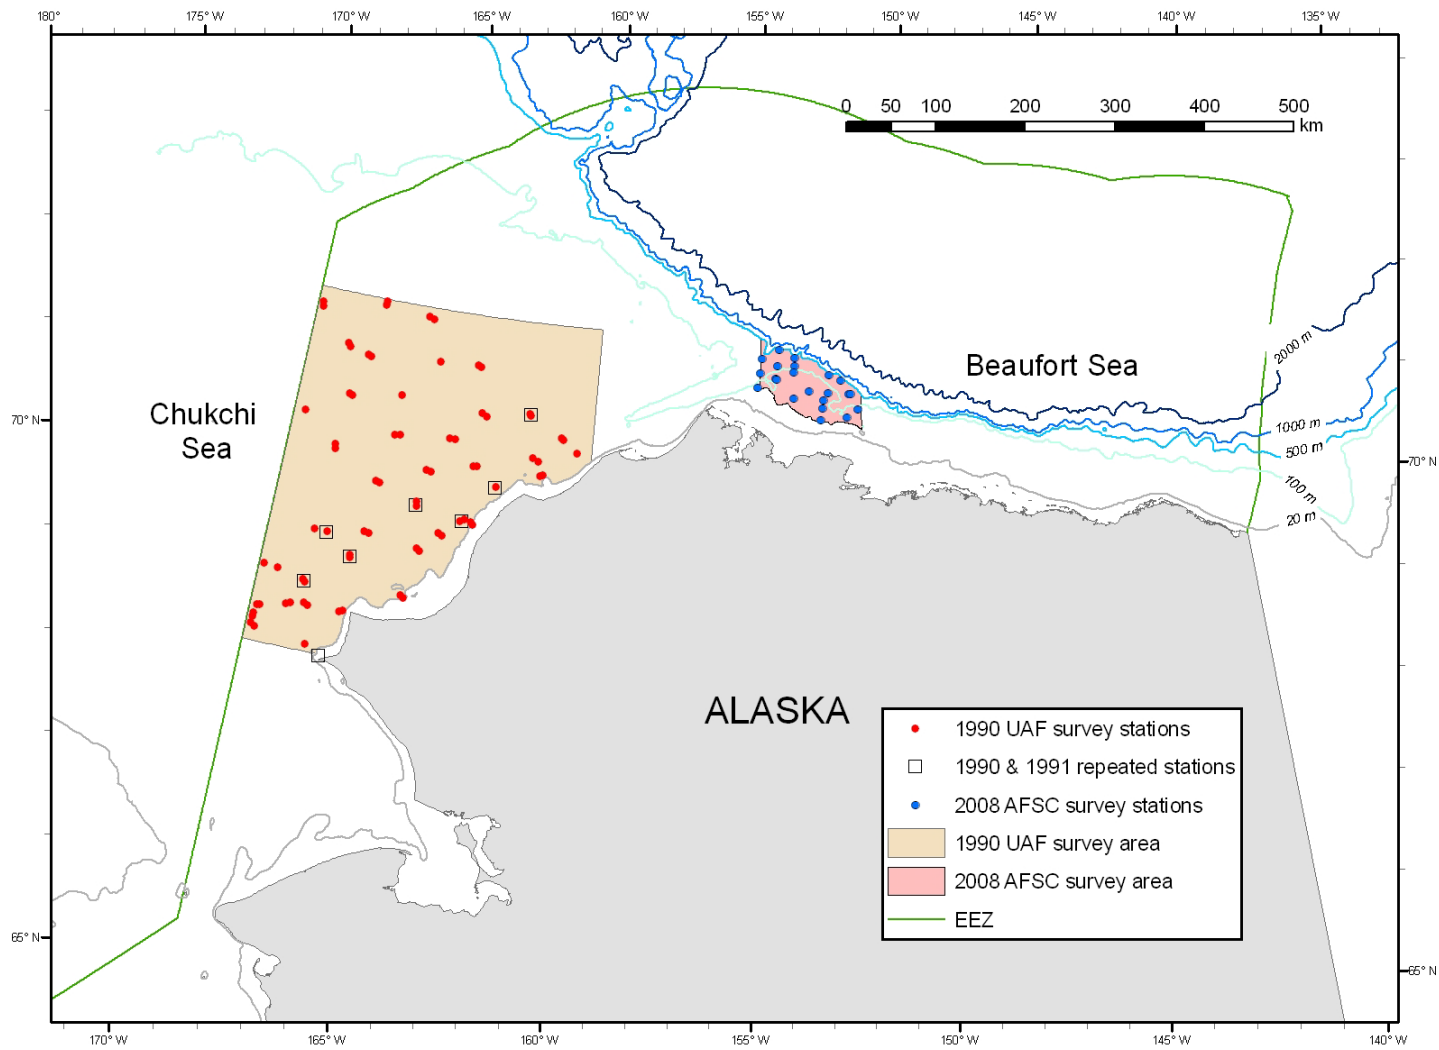 180° 175° W 170° W 165° W 160° W 155° W 150° W 145° W 140° W 135° W
0 50 100 200 300 400 500
km
2000 m
Beaufort Sea
Chukchi
Sea
70° N
1000 m
500 m
70° N
100 m
20 m
ALASKA
1990 UAF survey stations
1990 & 1991 repeated stations
2008 AFSC survey stations
1990 UAF survey area
2008 AFSC survey area
EEZ
65° N
65° N
170° W 165° W 160° W 155° W 150° W 145° W 140° W